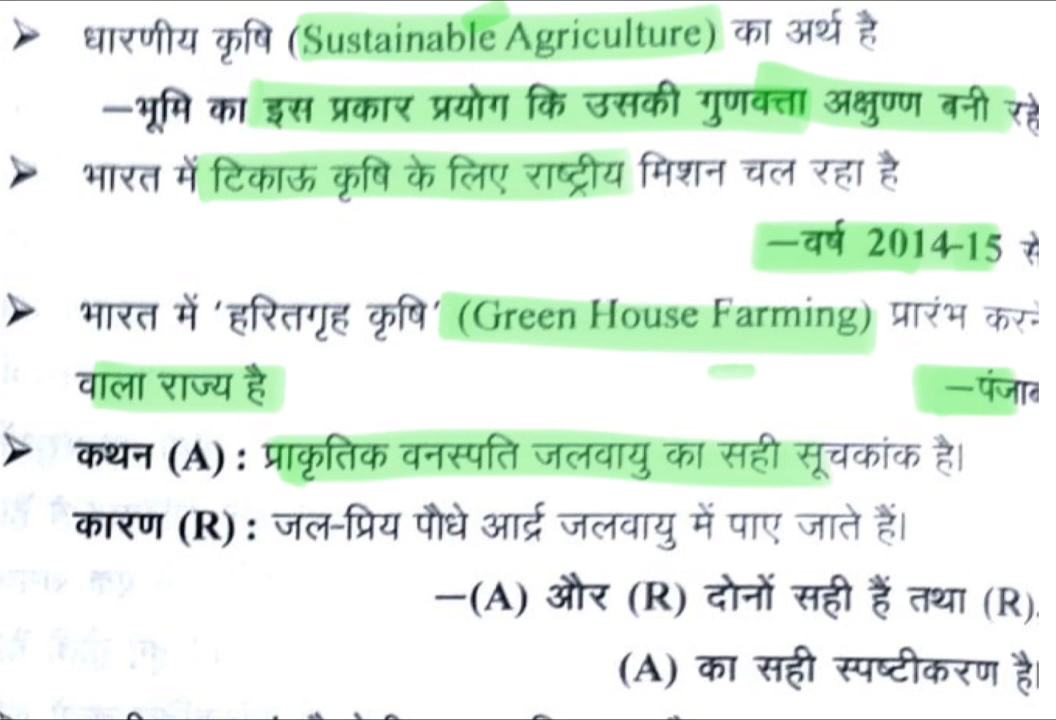 ➤ धारणीय कृषि (Sustainable Agriculture) का अर्थ है
–भूमि का इस प्रकार प्रयोग कि उसकी गुणवत्ता अक्षुण्ण बनी रहे
➤ भारत में टिकाऊ कृषि के लिए राष्ट्रीय मिशन चल रहा है
–वर्ष 2014-15 से
➤ भारत में ‘हरितगृह कृषि’ (Green House Farming) प्रारंभ करने
वाला राज्य है –पंजाब
➤ कथन (A) : प्राकृतिक वनस्पति जलवायु का सही सूचकांक है।
कारण (R) : जल-प्रिय पौधे आर्द्र जलवायु में पाए जाते हैं।
–(A) और (R) दोनों सही हैं तथा (R),
(A) का सही स्पष्टीकरण है।